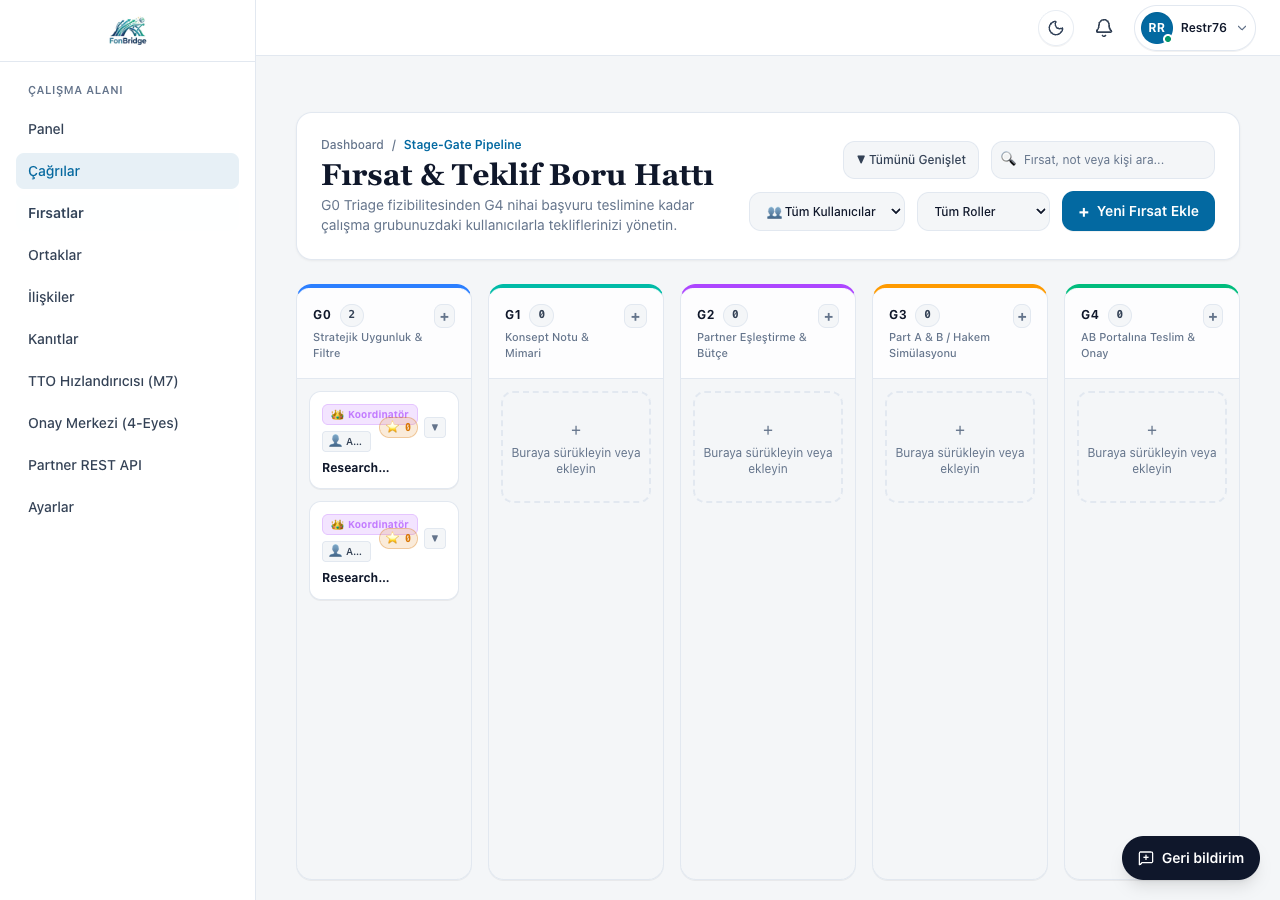 FonBridge
RR
Restr76
ÇALIŞMA ALANI
Panel
Çağrılar
Fırsatlar
Ortaklar
İlişkiler
Kanıtlar
TTO Hızlandırıcısı (M7)
Onay Merkezi (4-Eyes)
Partner REST API
Ayarlar
Dashboard / Stage-Gate Pipeline
Fırsat & Teklif Boru Hattı
G0 Triage fizibilitesinden G4 nihai başvuru teslimine kadar
çalışma grubunuzdaki kullanıcılarla tekliflerinizi yönetin.
▼ Tümünü Genişlet
🔍 Fırsat, not veya kişi ara...
👥 Tüm Kullanıcılar
Tüm Roller
+ Yeni Fırsat Ekle
G0 2 +
Stratejik Uygunluk &
Filtre
👑 Koordinatör
⭐ 0 ▼
👤 A...
Research...
👑 Koordinatör
⭐ 0 ▼
👤 A...
Research...
G1 0 +
Konsept Notu &
Mimari
+
Buraya sürükleyin veya
ekleyin
G2 0 +
Partner Eşleştirme &
Bütçe
+
Buraya sürükleyin veya
ekleyin
G3 0 +
Part A & B / Hakem
Simülasyonu
+
Buraya sürükleyin veya
ekleyin
G4 0 +
AB Portalına Teslim &
Onay
+
Buraya sürükleyin veya
ekleyin
Geri bildirim